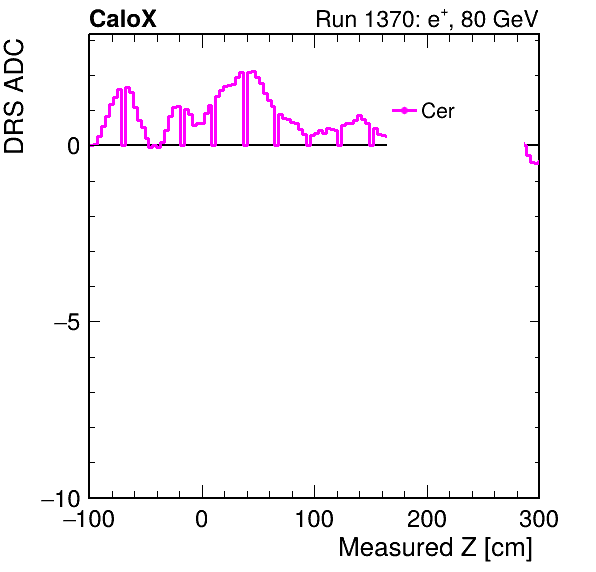 CaloX Run 1370: e⁺, 80 GeV
DRS ADC
Cer
0
−5
−10
−100 0 100 200 300
Measured Z [cm]